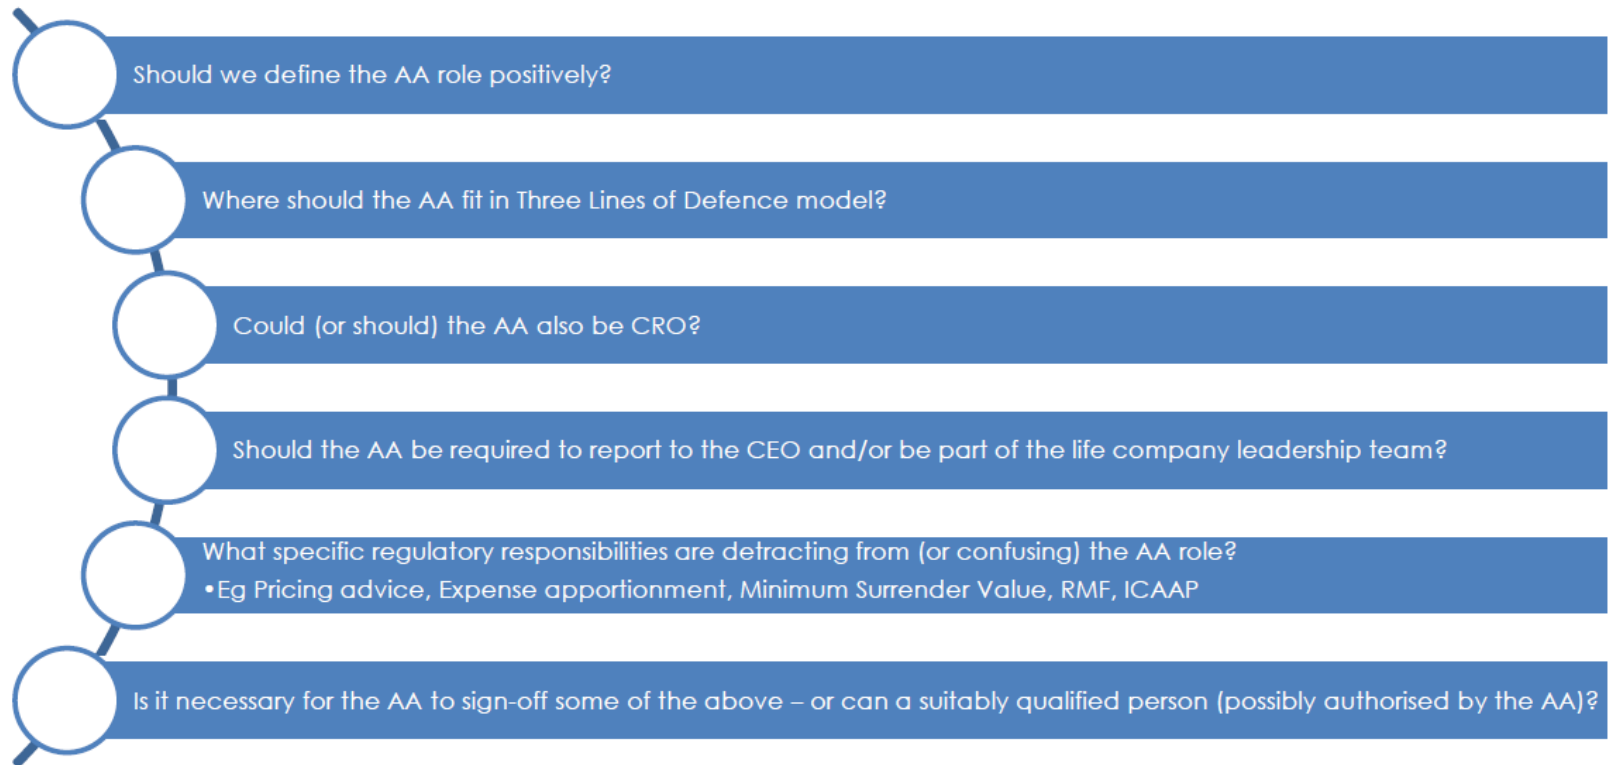 Should we define the AA role positively?
Where should the AA fit in Three Lines of Defence model?
Could (or should) the AA also be CRO?
Should the AA be required to report to the CEO and/or be part of the life company leadership team?
What specific regulatory responsibilities are detracting from (or confusing) the AA role?
•Eg Pricing advice, Expense apportionment, Minimum Surrender Value, RMF, ICAAP
Is it necessary for the AA to sign-off some of the above – or can a suitably qualified person (possibly authorised by the AA)?